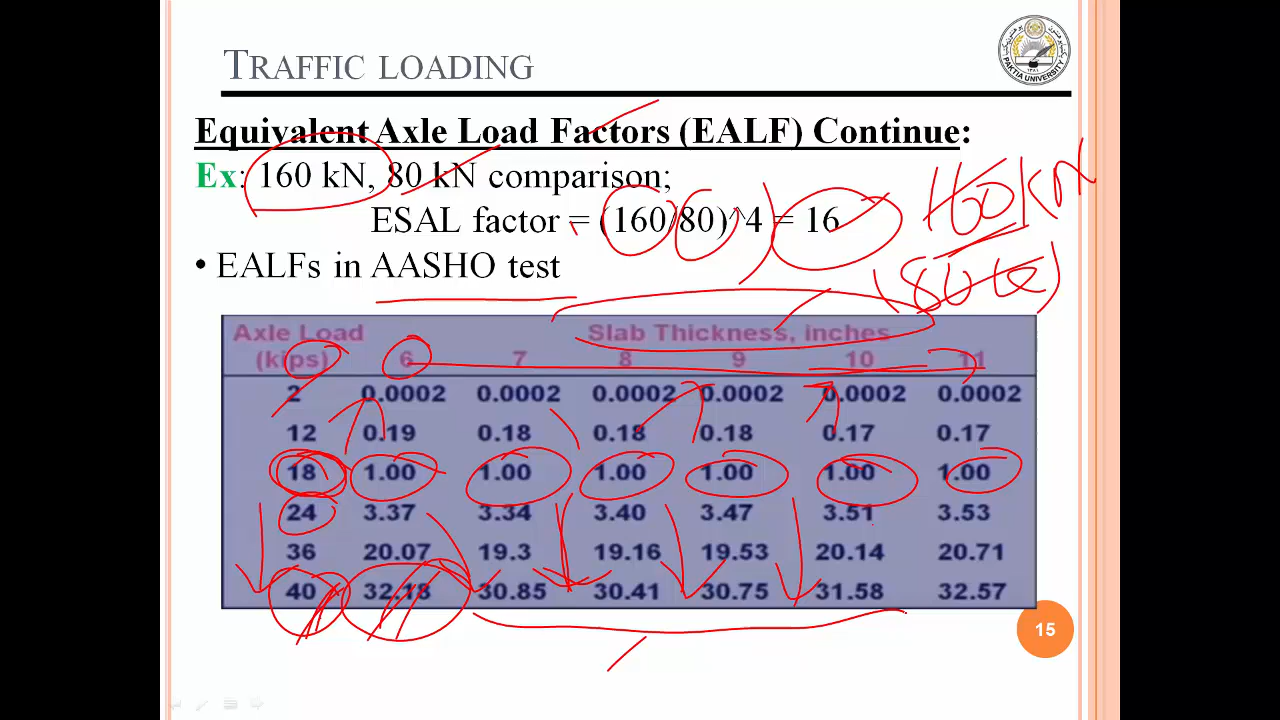 TRAFFIC LOADING
PAKTIA UNIVERSITY
Equivalent Axle Load Factors (EALF) Continue:
Ex: 160 kN, 80 kN comparison;
160kN
ESAL factor = (160/80)^4 = 16
• EALFs in AASHO test
Axle Load Slab Thickness, inches
(kips) 6 7 8 9 10 11
2 0.0002 0.0002 0.0002 0.0002 0.0002 0.0002
12 0.19 0.18 0.18 0.18 0.17 0.17
18 1.00 1.00 1.00 1.00 1.00 1.00
24 3.37 3.34 3.40 3.47 3.51 3.53
36 20.07 19.3 19.16 19.53 20.14 20.71
40 32.18 30.85 30.41 30.75 31.58 32.57
15